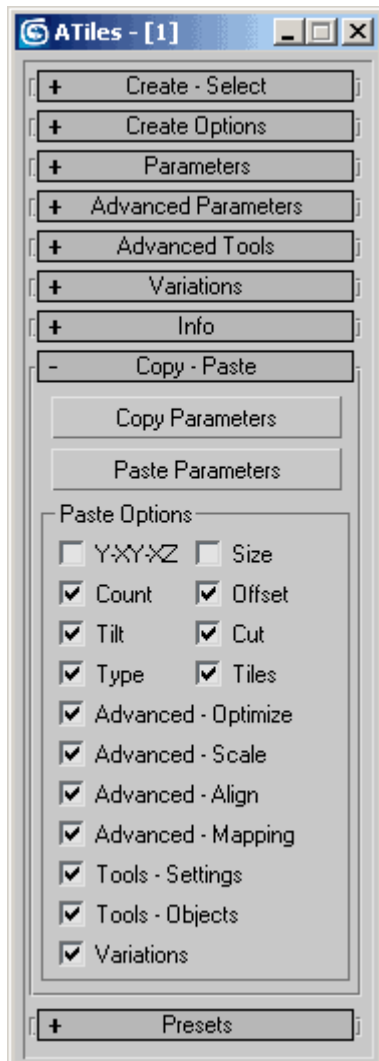 ATiles - [1]
+ Create - Select
+ Create Options
+ Parameters
+ Advanced Parameters
+ Advanced Tools
+ Variations
+ Info
- Copy - Paste
Copy Parameters
Paste Parameters
Paste Options
Y-XY-XZ Size
Count Offset
Tilt Cut
Type Tiles
Advanced - Optimize
Advanced - Scale
Advanced - Align
Advanced - Mapping
Tools - Settings
Tools - Objects
Variations
+ Presets